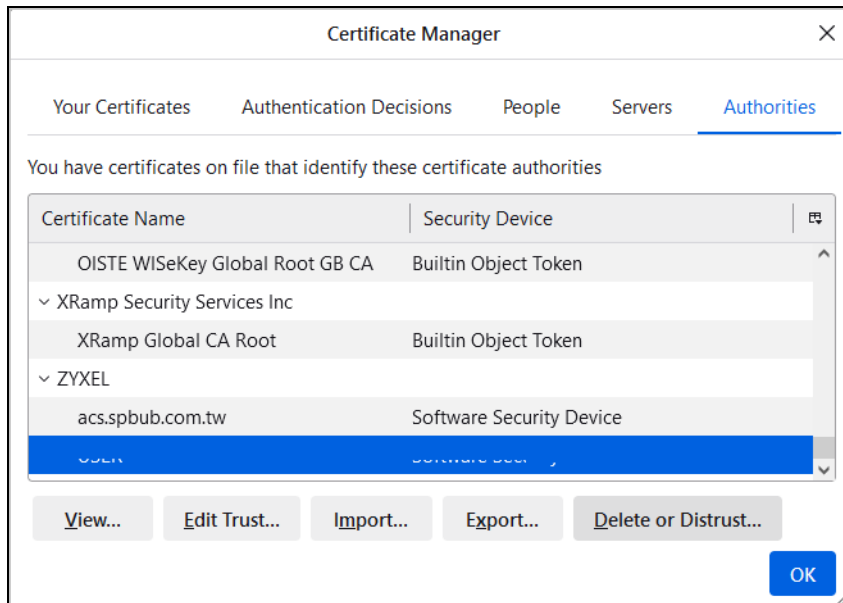 Certificate Manager
Your Certificates Authentication Decisions People Servers Authorities
You have certificates on file that identify these certificate authorities
Certificate Name Security Device
OISTE WISeKey Global Root GB CA Builtin Object Token
XRamp Security Services Inc
XRamp Global CA Root Builtin Object Token
ZYXEL
acs.spbub.com.tw Software Security Device
View... Edit Trust... Import... Export... Delete or Distrust...
OK